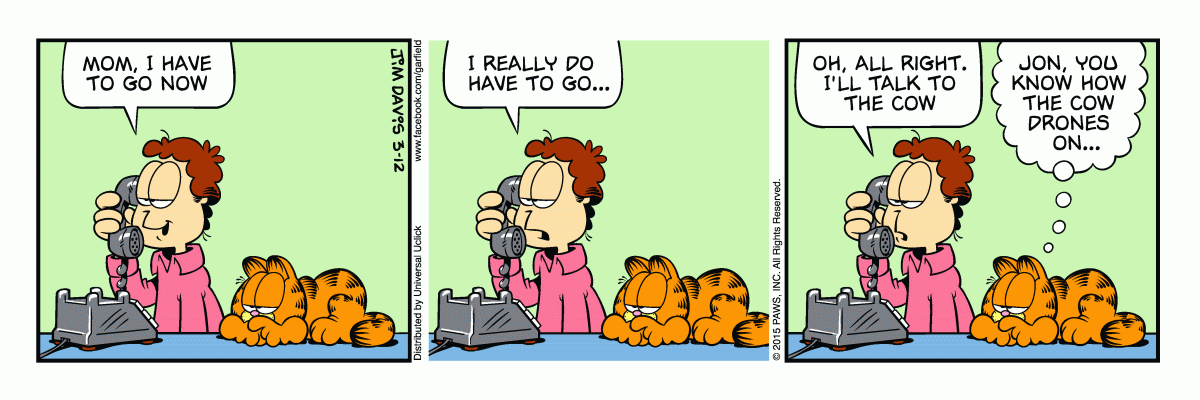 MOM, I HAVE
TO GO NOW
JIM DAVIS 3-12
Distributed by Universal Uclick
www.facebook.com/garfield
I REALLY DO
HAVE TO GO...
© 2015 PAWS, INC. All Rights Reserved.
OH, ALL RIGHT.
I'LL TALK TO
THE COW
JON, YOU
KNOW HOW
THE COW
DRONES
ON...